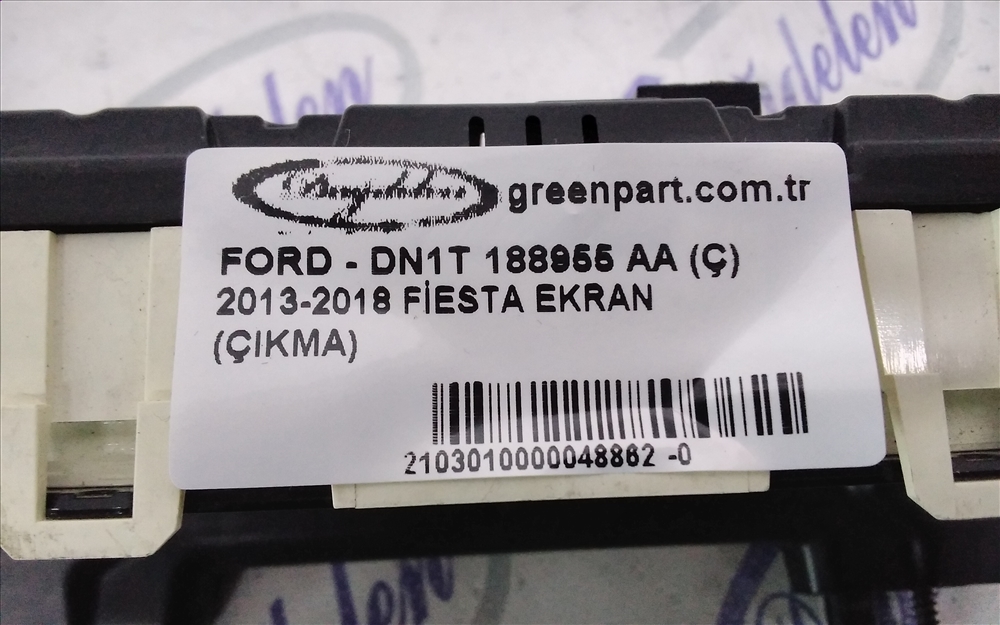 greenpart.com.tr
FORD - DN1T 188955 AA (Ç)
2013-2018 FİESTA EKRAN
(ÇIKMA)
2103010000048862 -0